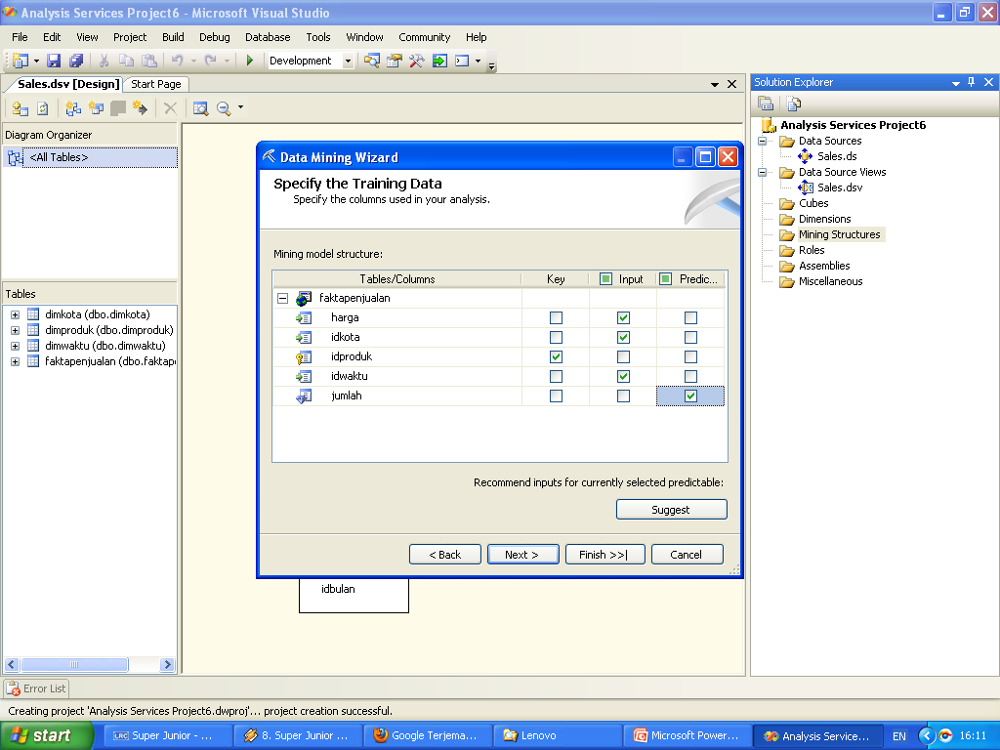 Analysis Services Project6 - Microsoft Visual Studio
File Edit View Project Build Debug Database Tools Window Community Help
Development
Sales.dsv [Design] Start Page
Diagram Organizer
<All Tables>
Tables
dimkota (dbo.dimkota)
dimproduk (dbo.dimproduk)
dimwaktu (dbo.dimwaktu)
faktapenjualan (dbo.faktape
Data Mining Wizard
Specify the Training Data
Specify the columns used in your analysis.
Mining model structure:
Tables/Columns Key Input Predic...
faktapenjualan
harga
idkota
idproduk
idwaktu
jumlah
Recommend inputs for currently selected predictable:
Suggest
< Back Next > Finish >>| Cancel
idbulan
Solution Explorer
Analysis Services Project6
Data Sources
Sales.ds
Data Source Views
Sales.dsv
Cubes
Dimensions
Mining Structures
Roles
Assemblies
Miscellaneous
Error List
Creating project 'Analysis Services Project6.dwproj'... project creation successful.
start LRC Super Junior - ... 8. Super Junior ... Google Terjema... Lenovo Microsoft Power... Analysis Service... EN 16:11